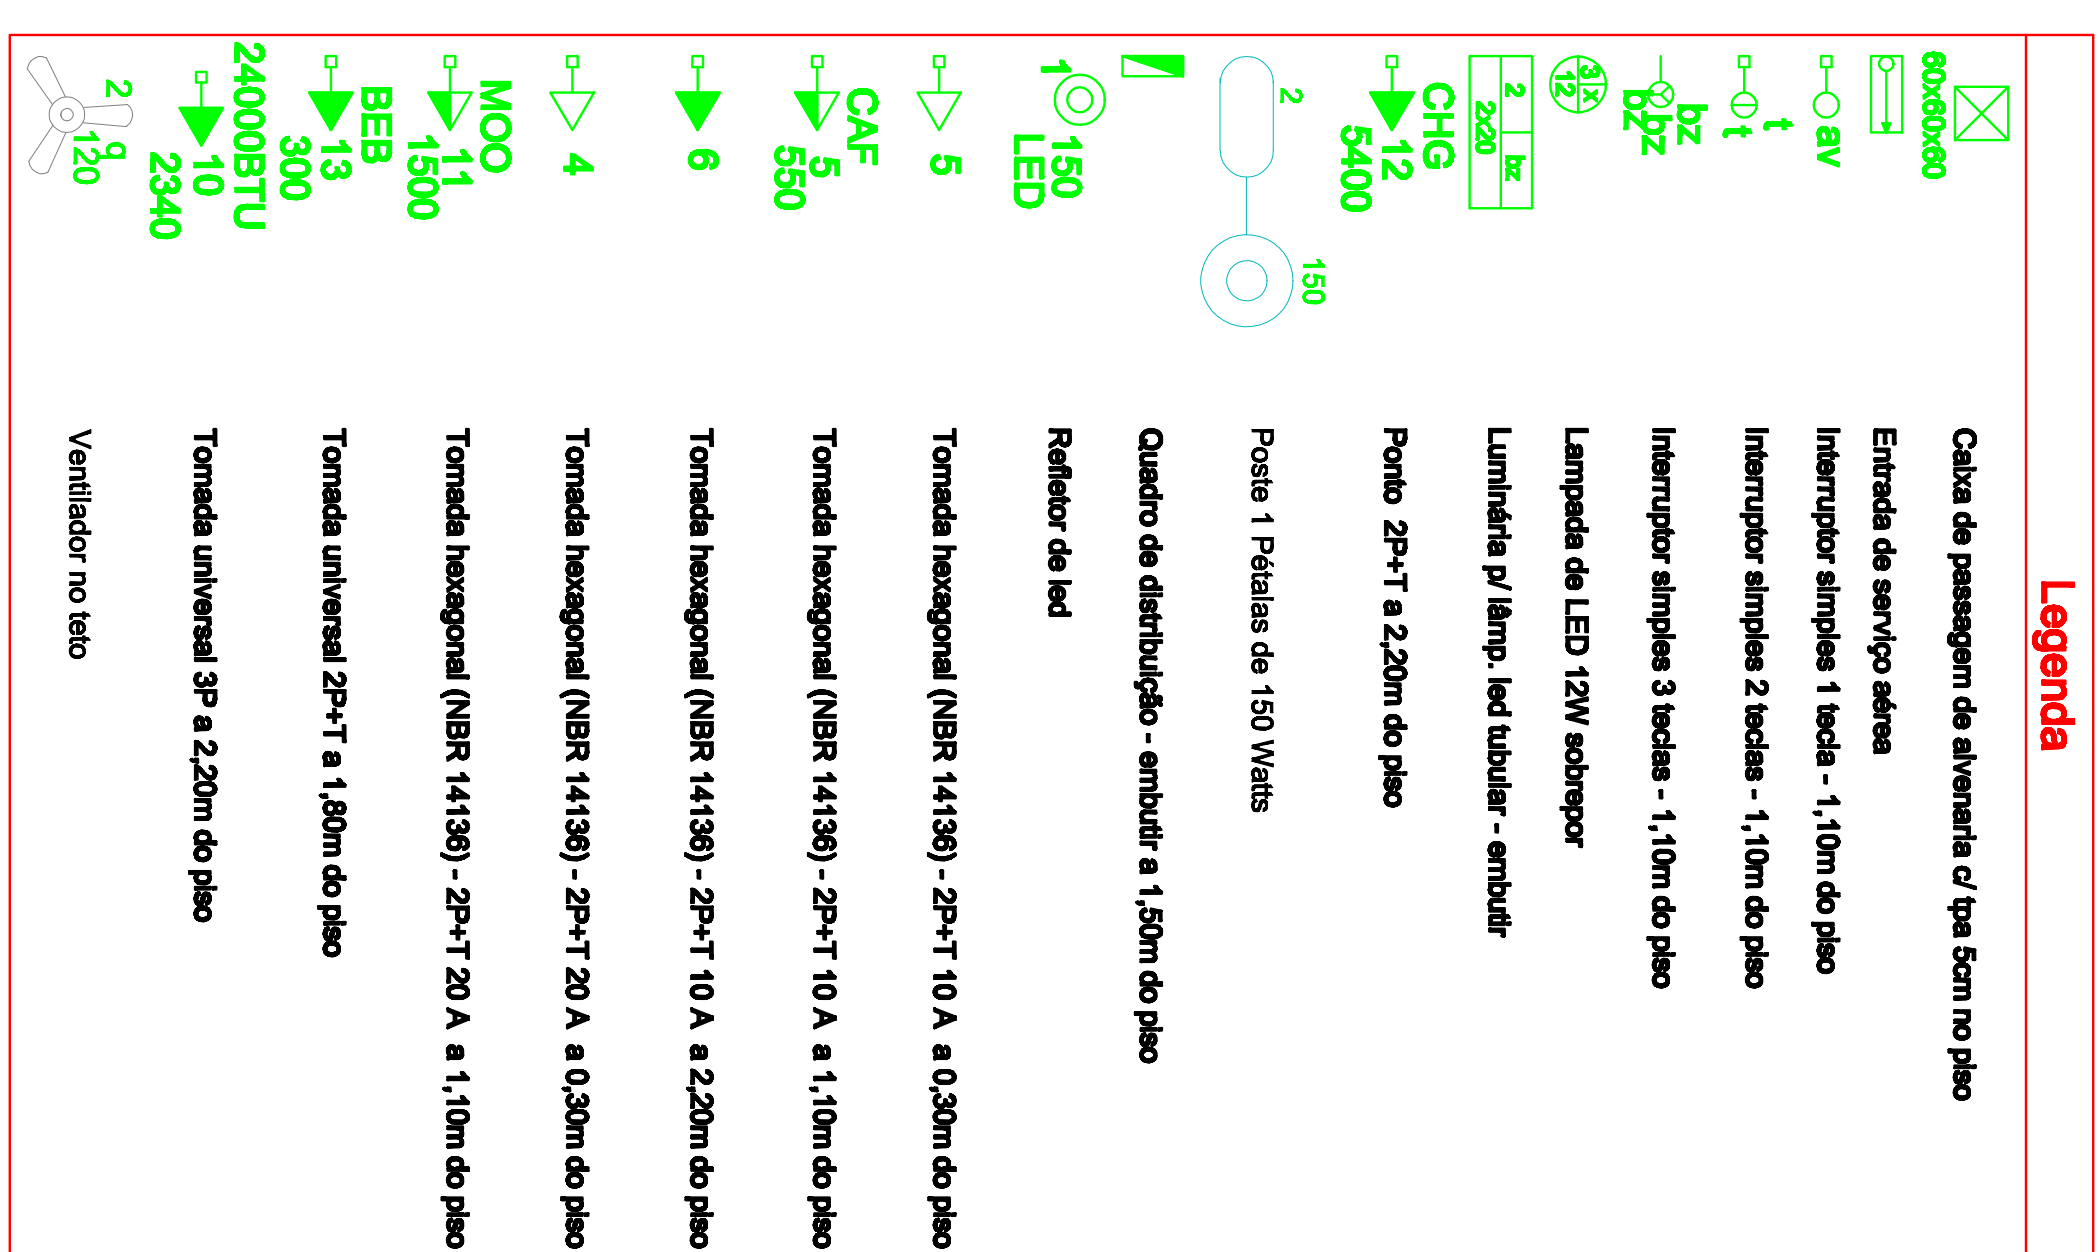 Legenda
60x60x60
Caixa de passagem de alvenaria c/ tpa 5cm no piso
Entrada de serviço aérea
av
Interruptor simples 1 tecla - 1,10m do piso
t
t
Interruptor simples 2 teclas - 1,10m do piso
bz
bz
bz
Interruptor simples 3 teclas - 1,10m do piso
3 x
12
Lampada de LED 12W sobrepor
2 bz
2x20
Luminária p/ lâmp. led tubular - embutir
CHG
12
5400
Ponto 2P+T a 2,20m do piso
2
150
Poste 1 Pétalas de 150 Watts
Quadro de distribuição - embutir a 1,50m do piso
1
150
LED
Refletor de led
5
Tomada hexagonal (NBR 14136) - 2P+T 10 A a 0,30m do piso
CAF
5
550
Tomada hexagonal (NBR 14136) - 2P+T 10 A a 1,10m do piso
6
Tomada hexagonal (NBR 14136) - 2P+T 10 A a 2,20m do piso
4
Tomada hexagonal (NBR 14136) - 2P+T 20 A a 0,30m do piso
MOO
11
1500
Tomada hexagonal (NBR 14136) - 2P+T 20 A a 1,10m do piso
BEB
13
300
Tomada universal 2P+T a 1,80m do piso
24000BTU
10
2340
Tomada universal 3P a 2,20m do piso
2 q
120
Ventilador no teto